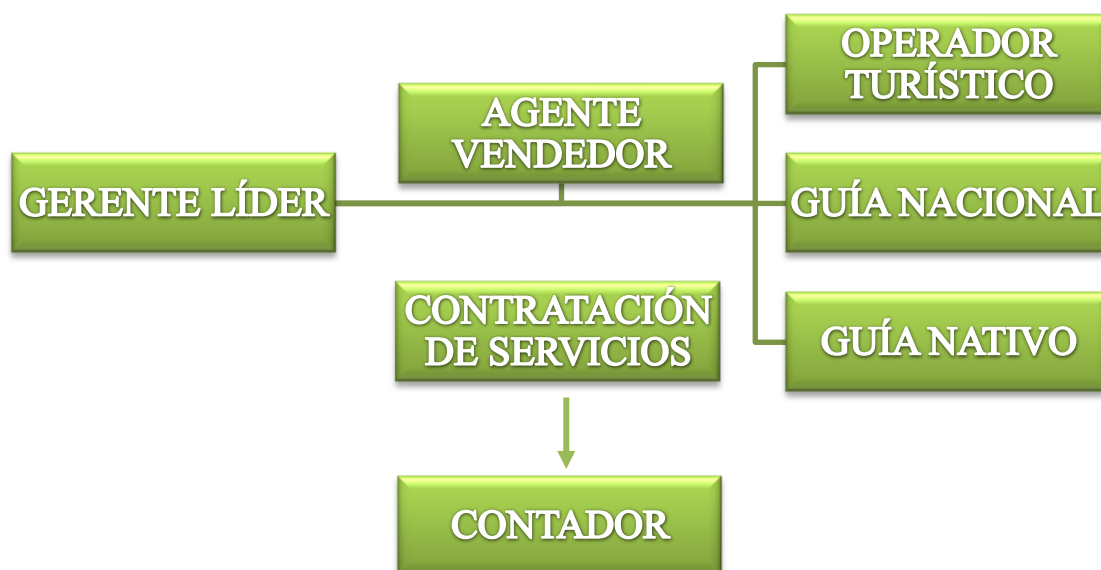 OPERADOR
TURÍSTICO
AGENTE
VENDEDOR
GERENTE LÍDER
GUÍA NACIONAL
CONTRATACIÓN
DE SERVICIOS
GUÍA NATIVO
CONTADOR